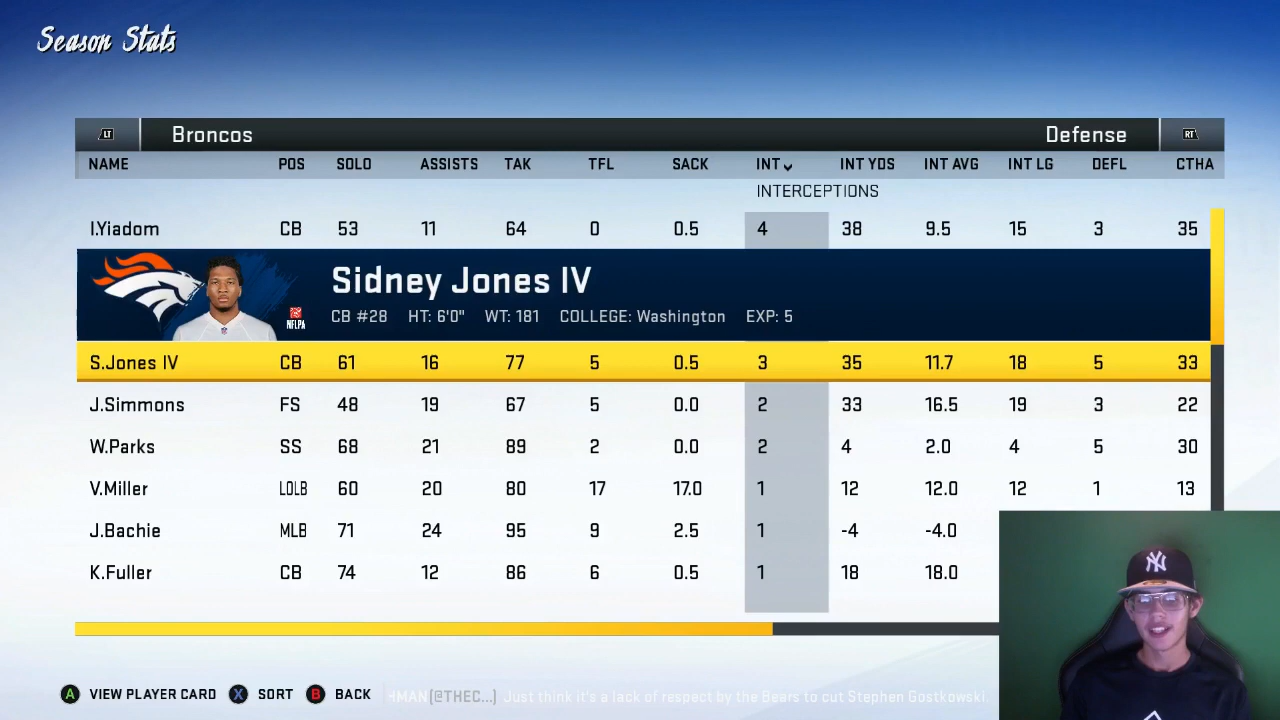 Season Stats
LT Broncos Defense RT
NAME POS SOLO ASSISTS TAK TFL SACK INT INT YDS INT AVG INT LG DEFL CTHA
INTERCEPTIONS
I.Yiadom CB 53 11 64 0 0.5 4 38 9.5 15 3 35
Sidney Jones IV
CB #28 HT: 6'0" WT: 181 COLLEGE: Washington EXP: 5
NFLPA
S.Jones IV CB 61 16 77 5 0.5 3 35 11.7 18 5 33
J.Simmons FS 48 19 67 5 0.0 2 33 16.5 19 3 22
W.Parks SS 68 21 89 2 0.0 2 4 2.0 4 5 30
V.Miller LOLB 60 20 80 17 17.0 1 12 12.0 12 1 13
J.Bachie MLB 71 24 95 9 2.5 1 -4 -4.0
K.Fuller CB 74 12 86 6 0.5 1 18 18.0
NY
A VIEW PLAYER CARD X SORT B BACK HMAN(@THEC...) Just think it's a lack of respect by the Bears to cut Stephen Gostkowski.